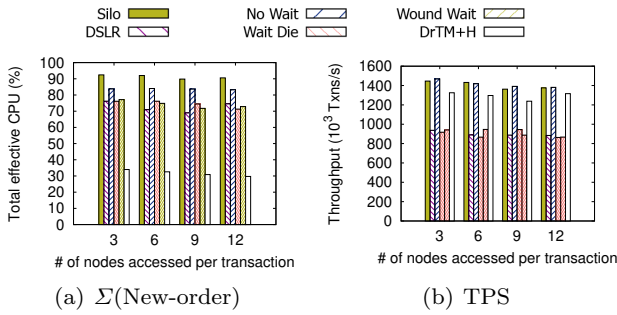 Silo No Wait Wound Wait
DSLR Wait Die DrTM+H
Total effective CPU (%)
100
90
80
70
60
50
40
30
20
10
0
3 6 9 12
# of nodes accessed per transaction
(a) Σ(New-order)
Throughput (10³ Txns/s)
1600
1400
1200
1000
800
600
400
200
0
3 6 9 12
# of nodes accessed per transaction
(b) TPS